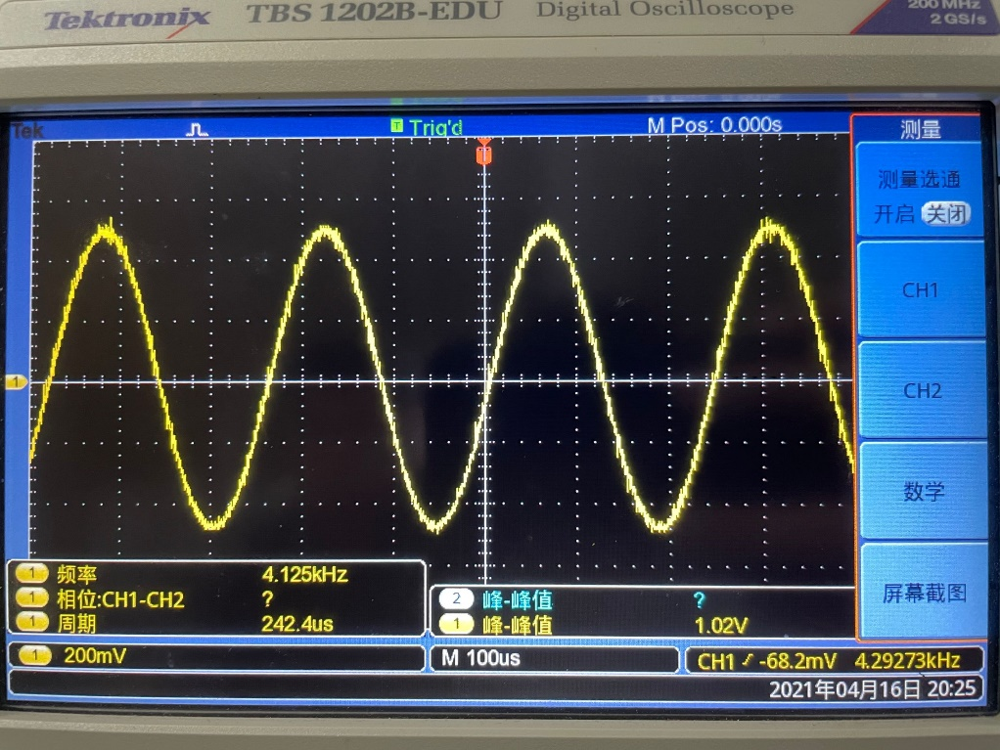 Tektronix TBS 1202B-EDU Digital Oscilloscope 200 MHz
2 GS/s
Tek T Trig'd M Pos: 0.000s 测量
T
测量选通
开启 关闭
CH1
1
CH2
数学
屏幕截图
1 频率 4.125kHz
1 相位:CH1-CH2 ?
1 周期 242.4us
2 峰-峰值 ?
1 峰-峰值 1.02V
1 200mV M 100us CH1 -68.2mV 4.29273kHz
2021年04月16日 20:25